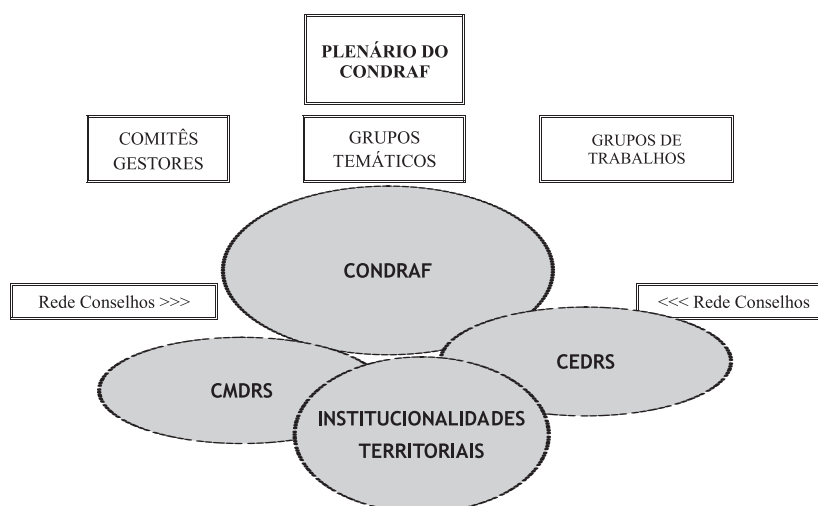 PLENÁRIO DO
CONDRAF
COMITÊS
GESTORES
GRUPOS
TEMÁTICOS
GRUPOS DE
TRABALHOS
CONDRAF
Rede Conselhos >>>
<<< Rede Conselhos
CMDRS
CEDRS
INSTITUCIONALIDADES
TERRITORIAIS